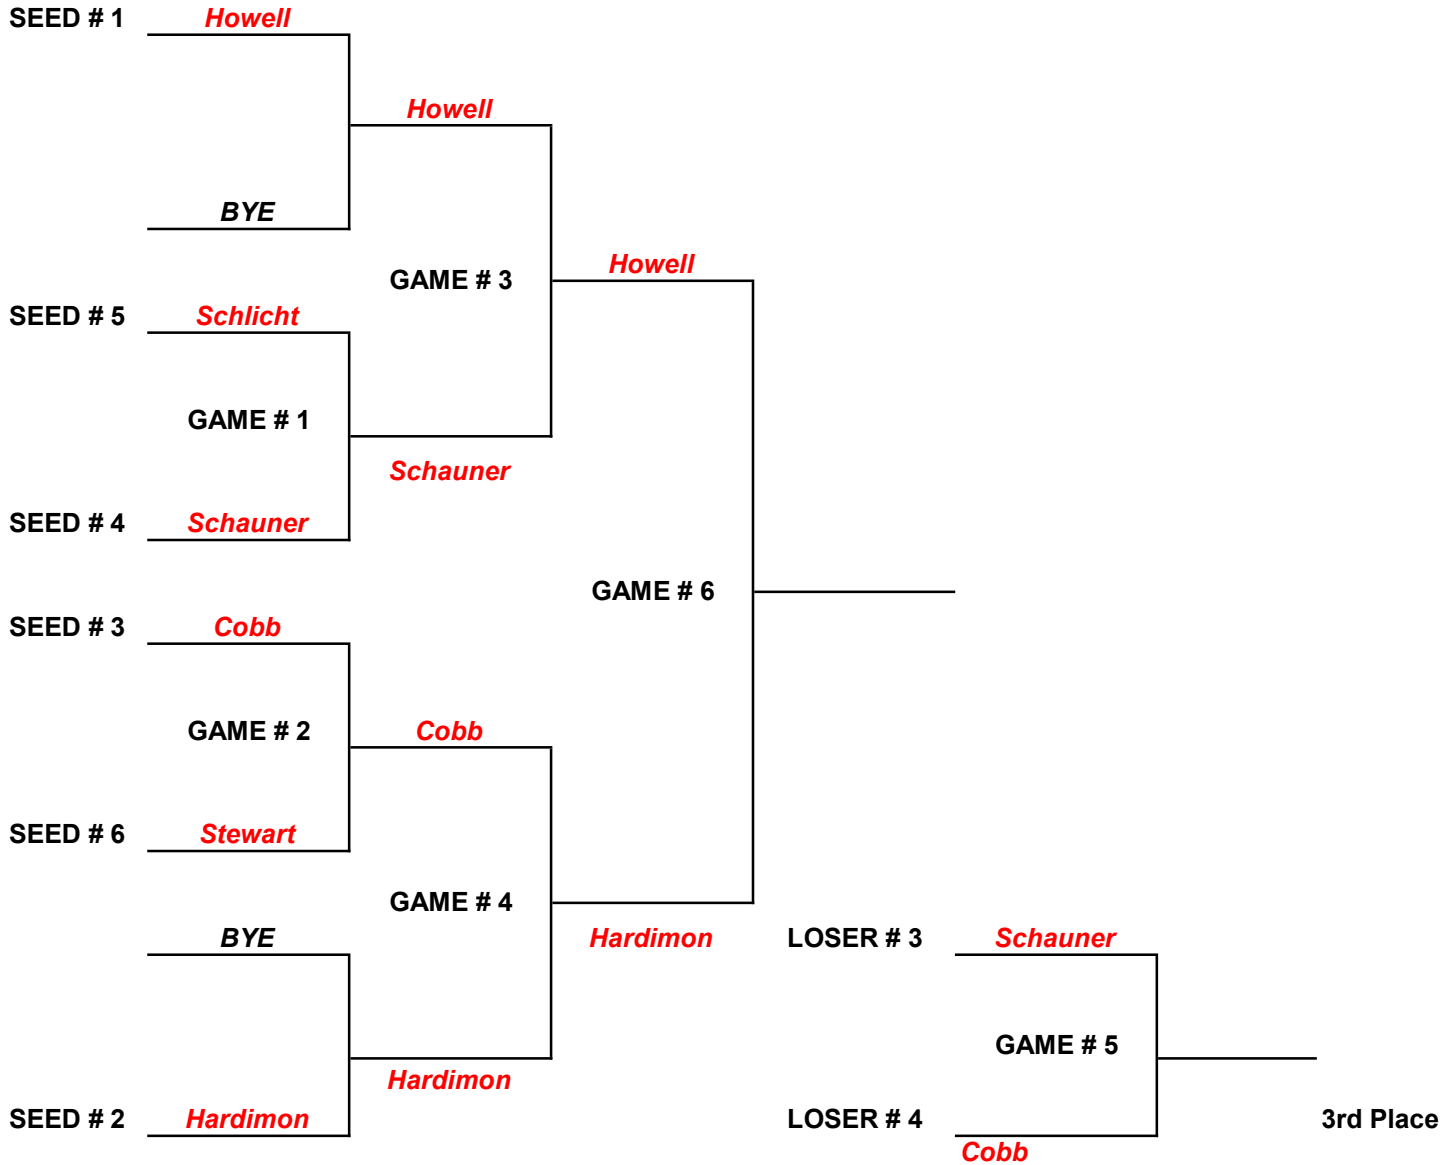 SEED # 1 Howell
Howell
BYE
Howell
GAME # 3
SEED # 5 Schlicht
GAME # 1
Schauner
SEED # 4 Schauner
GAME # 6
SEED # 3 Cobb
GAME # 2 Cobb
SEED # 6 Stewart
GAME # 4
BYE
Hardimon
LOSER # 3 Schauner
GAME # 5
Hardimon
SEED # 2 Hardimon
LOSER # 4
3rd Place
Cobb